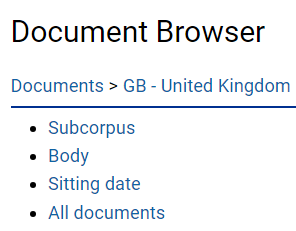 Document Browser
Documents > GB - United Kingdom
Subcorpus
Body
Sitting date
All documents